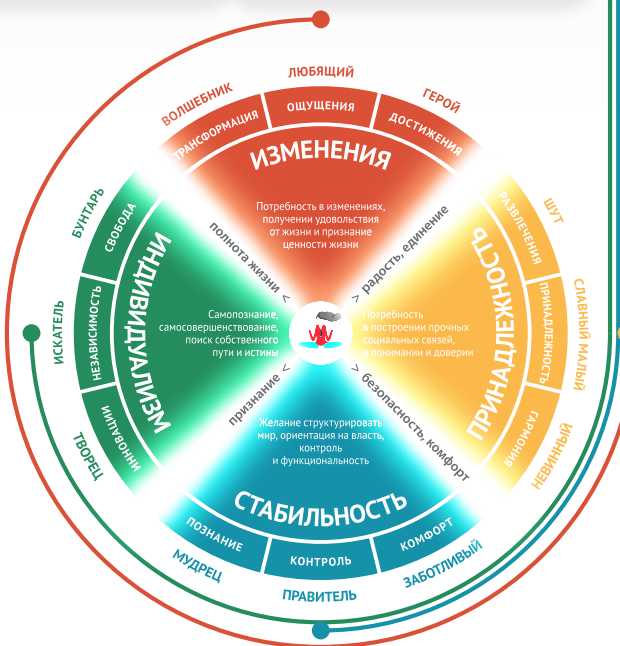 ВОЛШЕБНИК
ЛЮБЯЩИЙ
ГЕРОЙ
ТРАНСФОРМАЦИЯ
ОЩУЩЕНИЯ
ДОСТИЖЕНИЯ
ИЗМЕНЕНИЯ
Потребность в изменениях,
получении удовольствия
от жизни и признание
ценности жизни
БУНТАРЬ
СВОБОДА
ИСКАТЕЛЬ
НЕЗАВИСИМОСТЬ
ТВОРЕЦ
ИННОВАЦИИ
ИНДИВИДУАЛИЗМ
Самопознание,
самосовершенствование,
поиск собственного
пути и истины
полнота жизни >
> радость, единение
ШУТ
РАЗВЛЕЧЕНИЯ
СЛАВНЫЙ МАЛЫЙ
ПРИНАДЛЕЖНОСТЬ
НЕВИННЫЙ
ГАРМОНИЯ
ПРИНАДЛЕЖНОСТЬ
Потребность
в построении прочных
социальных связей,
в понимании и доверии
признание >
> безопасность, комфорт
Желание структурировать
мир, ориентация на власть,
контроль
и функциональность
СТАБИЛЬНОСТЬ
ПОЗНАНИЕ
КОНТРОЛЬ
КОМФОРТ
МУДРЕЦ
ПРАВИТЕЛЬ
ЗАБОТЛИВЫЙ